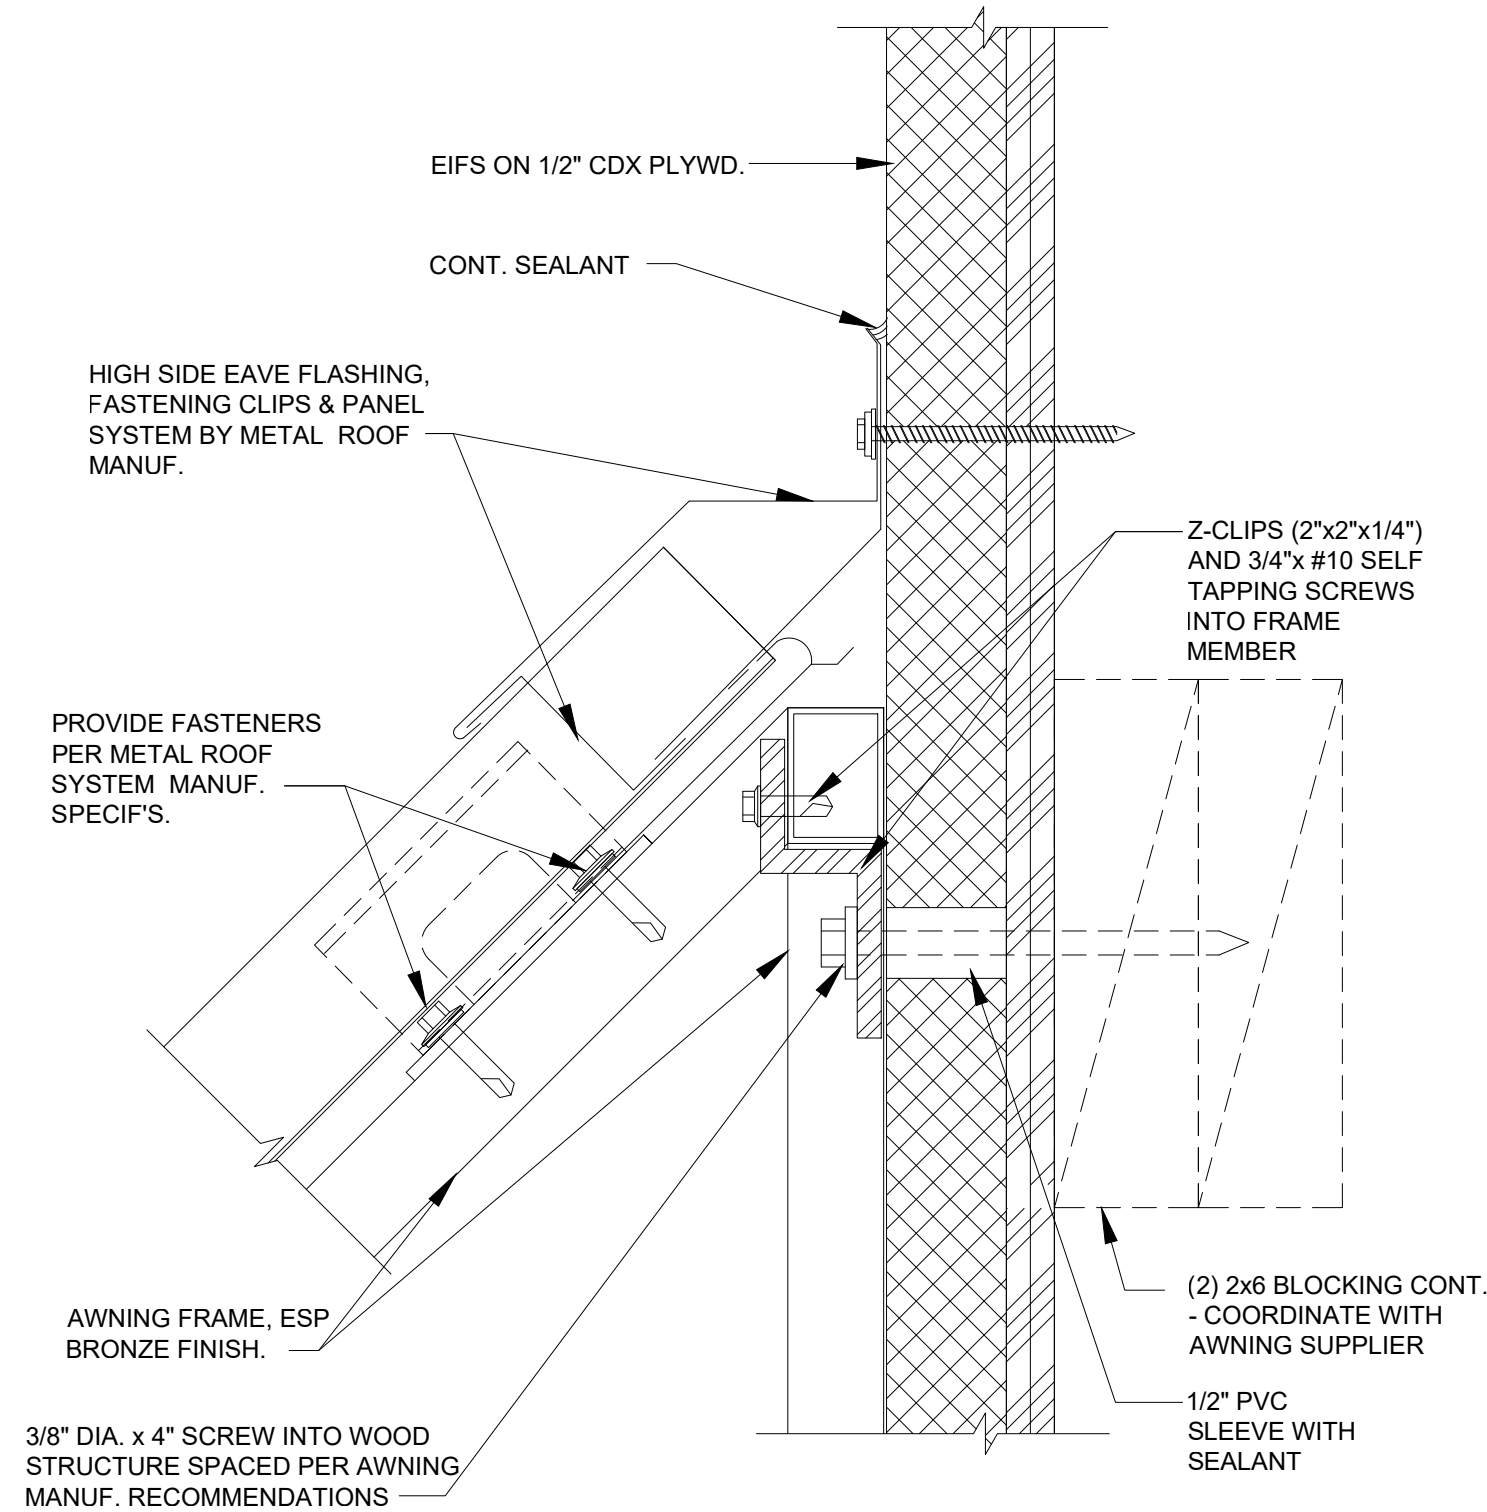 EIFS ON 1/2" CDX PLYWD.
CONT. SEALANT
HIGH SIDE EAVE FLASHING,
FASTENING CLIPS & PANEL
SYSTEM BY METAL ROOF
MANUF.
Z-CLIPS (2"x2"x1/4")
AND 3/4"x #10 SELF
TAPPING SCREWS
INTO FRAME
MEMBER
PROVIDE FASTENERS
PER METAL ROOF
SYSTEM MANUF.
SPECIF'S.
AWNING FRAME, ESP
BRONZE FINISH.
(2) 2x6 BLOCKING CONT.
- COORDINATE WITH
AWNING SUPPLIER
1/2" PVC
SLEEVE WITH
SEALANT
3/8" DIA. x 4" SCREW INTO WOOD
STRUCTURE SPACED PER AWNING
MANUF. RECOMMENDATIONS